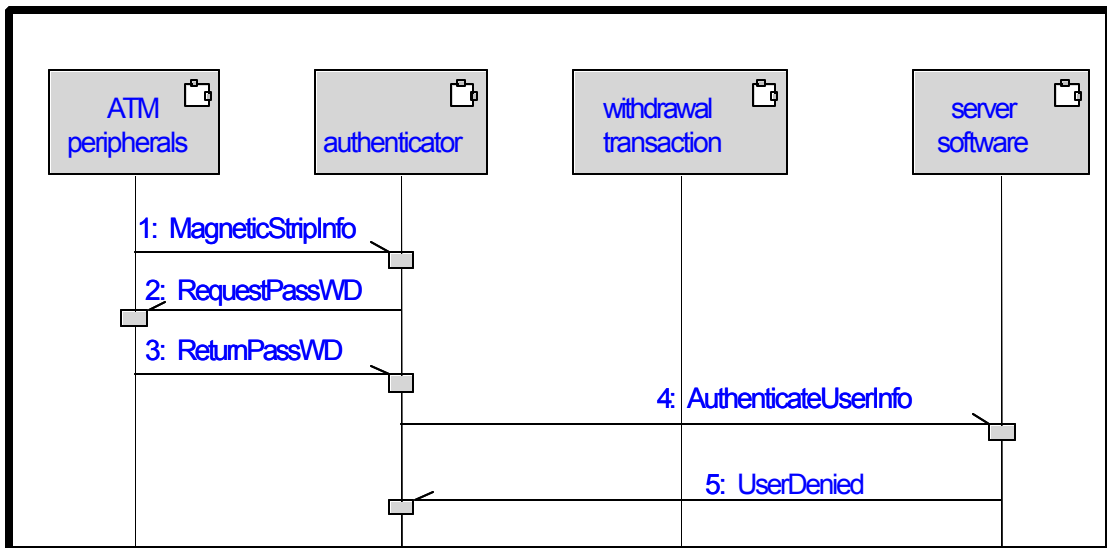 ATM
peripherals
authenticator
withdrawal
transaction
server
software
1: MagneticStripInfo
2: RequestPassWD
3: ReturnPassWD
4: AuthenticateUserInfo
5: UserDenied